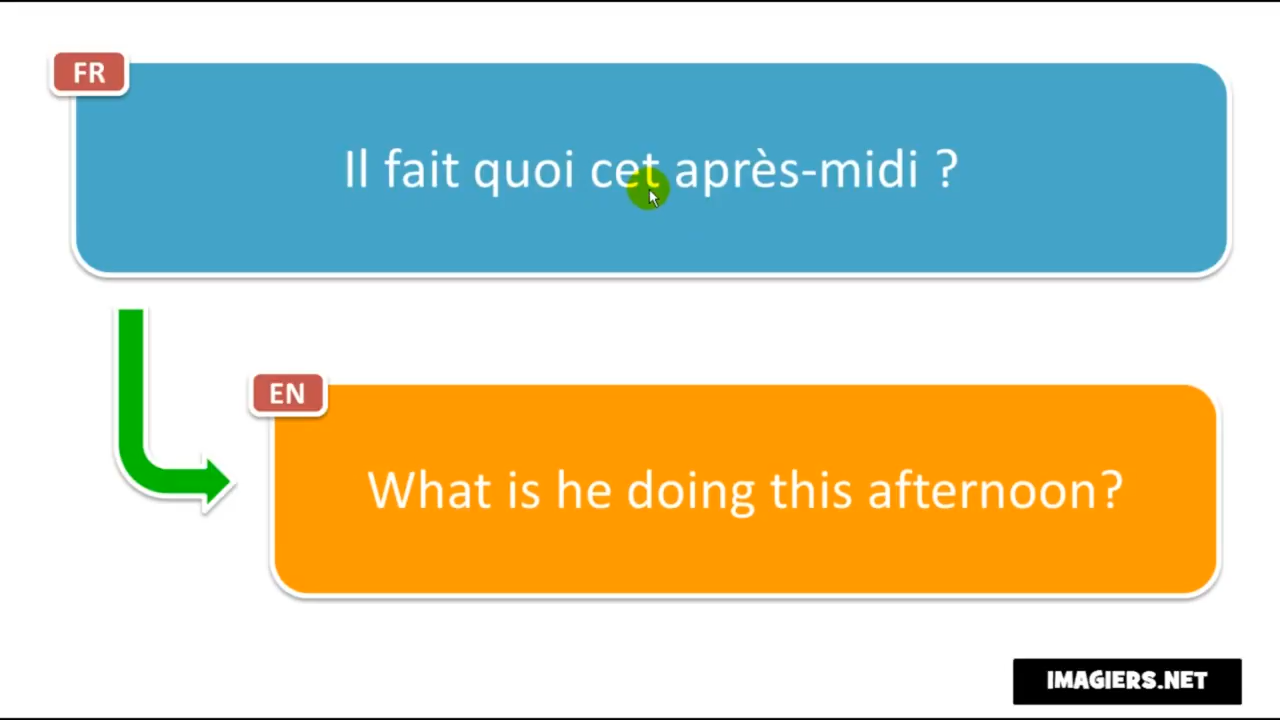 FR
Il fait quoi cet après-midi ?
EN
What is he doing this afternoon?
IMAGIERS.NET